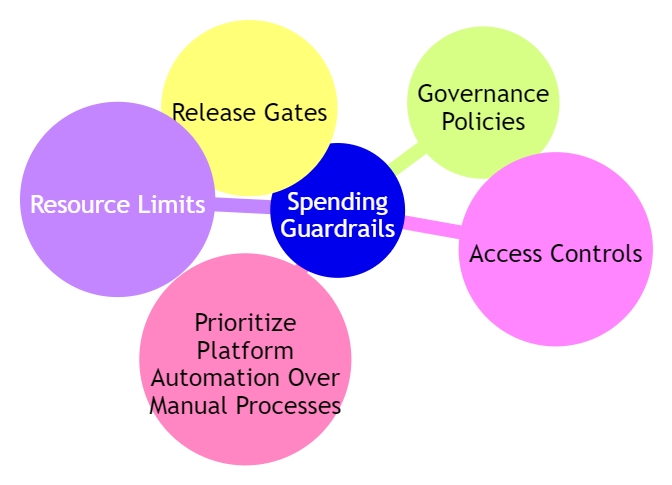 Release Gates
Governance
Policies
Resource Limits
Spending
Guardrails
Access Controls
Prioritize
Platform
Automation Over
Manual Processes